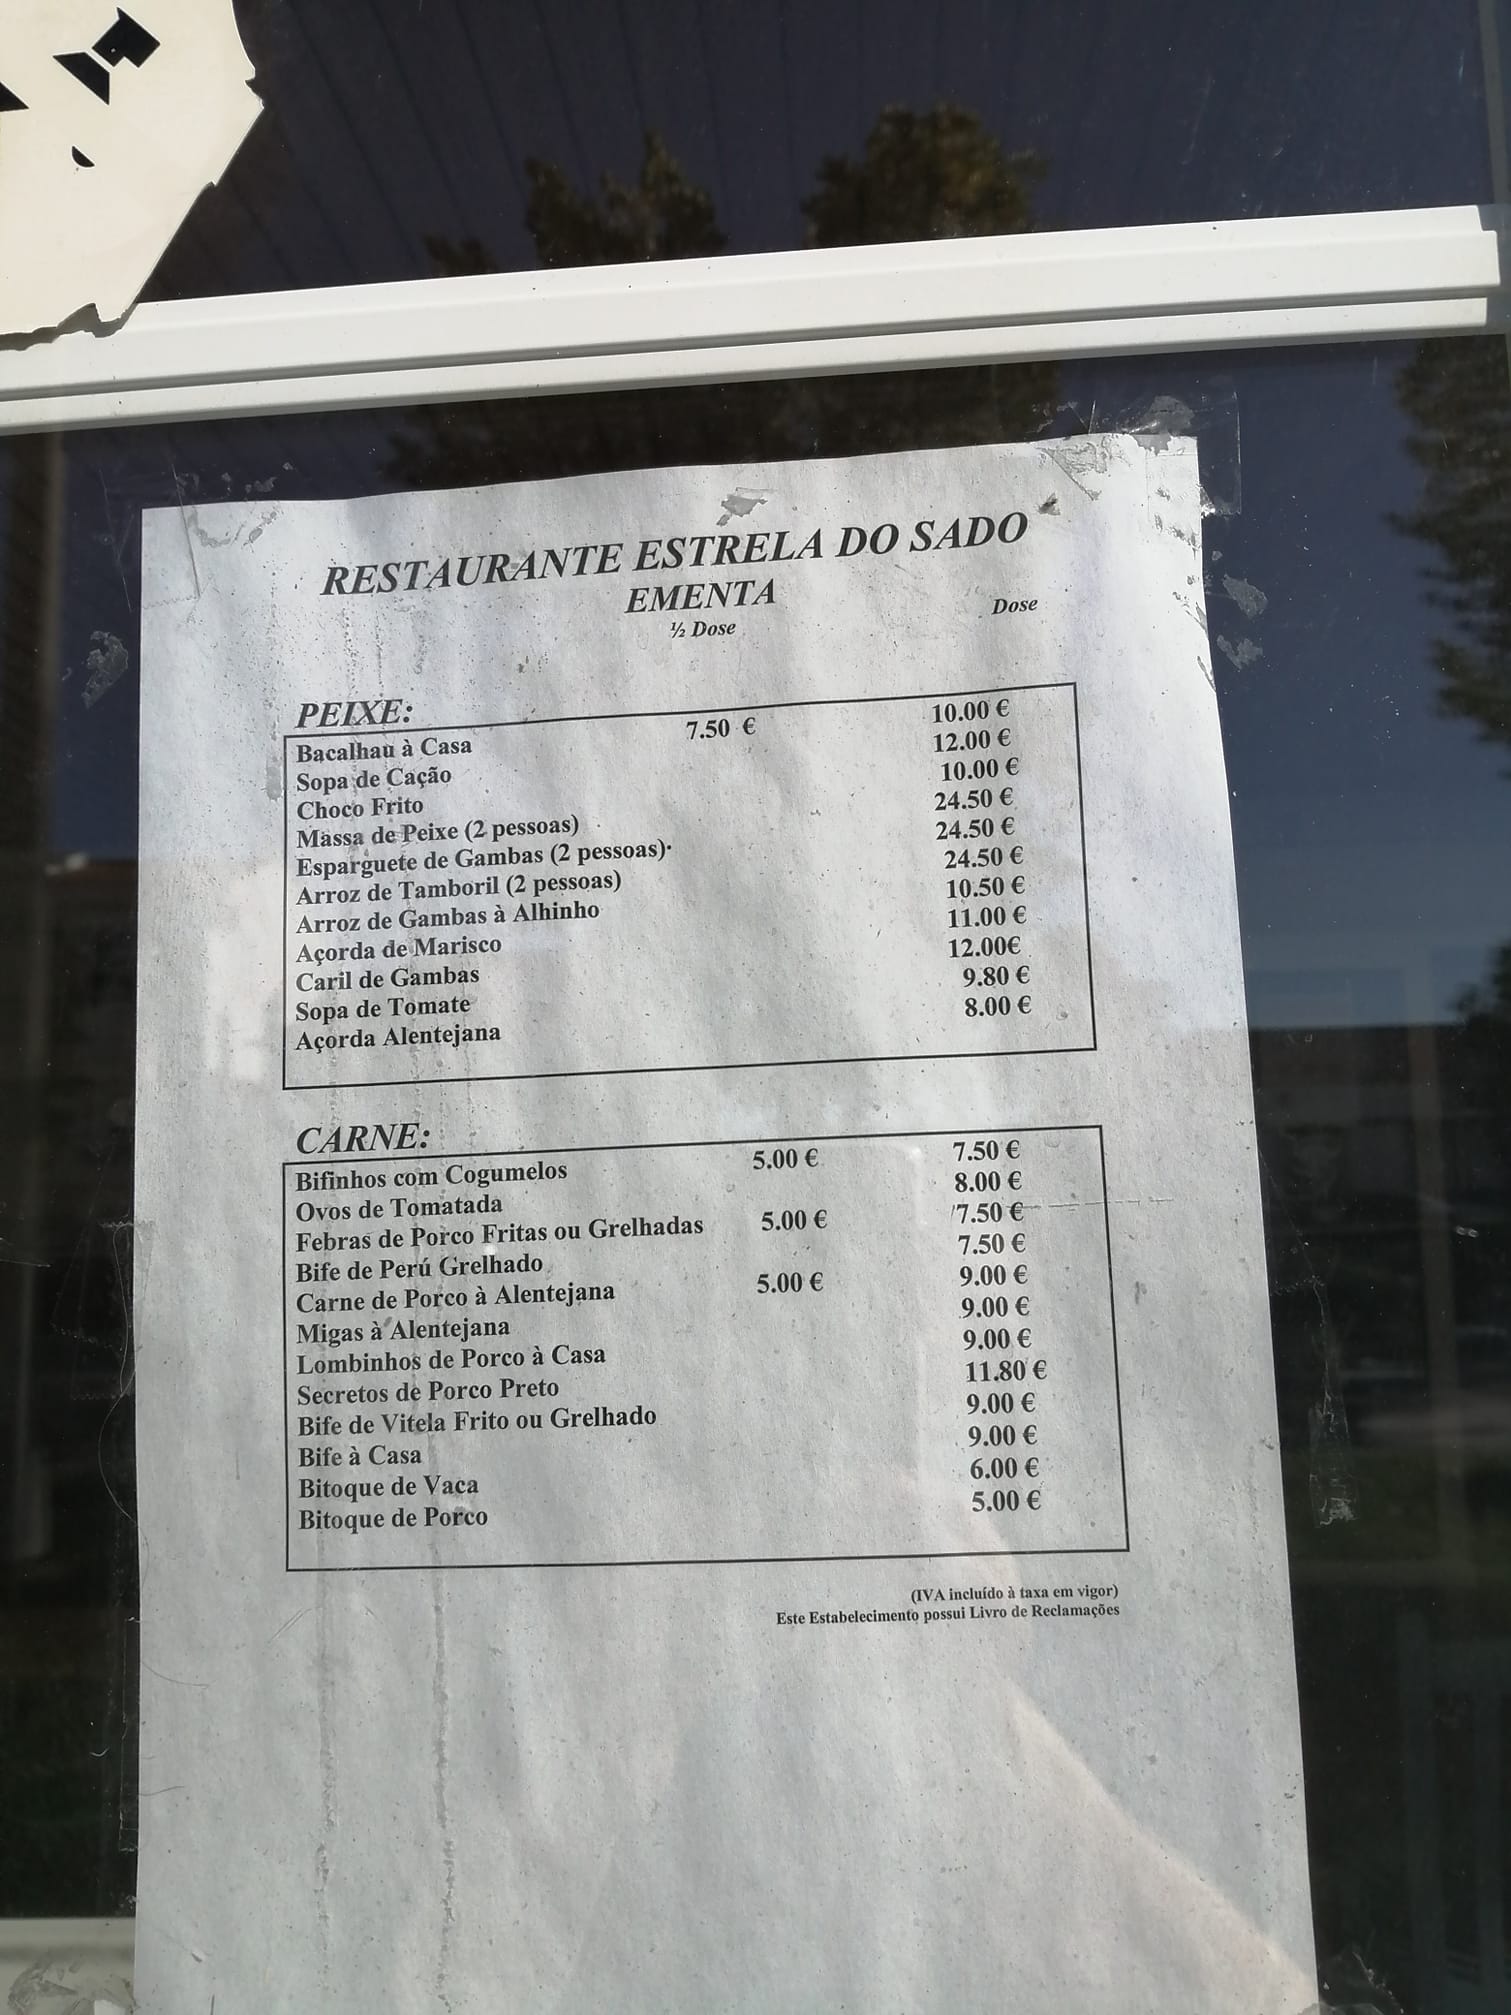 RESTAURANTE ESTRELA DO SADO
EMENTA
½ Dose Dose
PEIXE:
Bacalhau à Casa 7.50 € 10.00 €
Sopa de Cação 12.00 €
Choco Frito 10.00 €
Massa de Peixe (2 pessoas) 24.50 €
Esparguete de Gambas (2 pessoas) 24.50 €
Arroz de Tamboril (2 pessoas) 24.50 €
Arroz de Gambas à Alhinho 10.50 €
Açorda de Marisco 11.00 €
Caril de Gambas 12.00€
Sopa de Tomate 9.80 €
Açorda Alentejana 8.00 €
CARNE:
Bifinhos com Cogumelos 5.00 € 7.50 €
Ovos de Tomatada 8.00 €
Febras de Porco Fritas ou Grelhadas 5.00 € 7.50 €
Bife de Perú Grelhado 7.50 €
Carne de Porco à Alentejana 5.00 € 9.00 €
Migas à Alentejana 9.00 €
Lombinhos de Porco à Casa 9.00 €
Secretos de Porco Preto 11.80 €
Bife de Vitela Frito ou Grelhado 9.00 €
Bife à Casa 9.00 €
Bitoque de Vaca 6.00 €
Bitoque de Porco 5.00 €
(IVA incluído à taxa em vigor)
Este Estabelecimento possui Livro de Reclamações